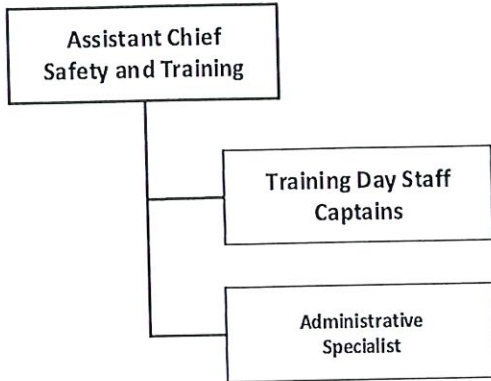 Assistant Chief
Safety and Training
Training Day Staff
Captains
Administrative
Specialist